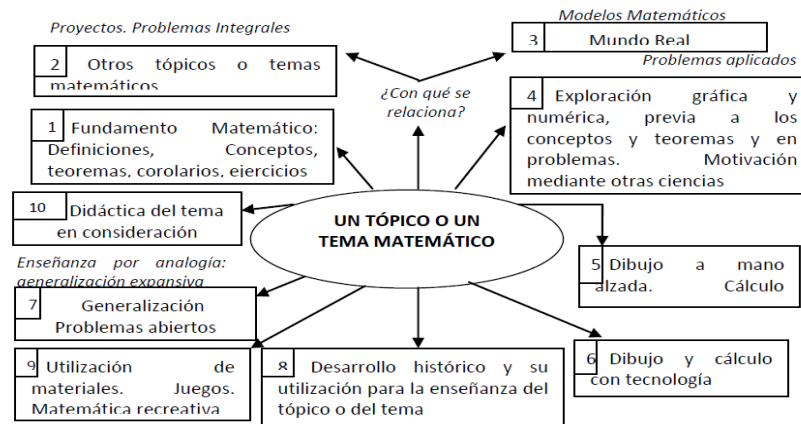 Proyectos. Problemas Integrales
Modelos Matemáticos
2 Otros tópicos o temas
matemáticos
3 Mundo Real
Problemas aplicados
¿Con qué se
relaciona?
1 Fundamento Matemático:
Definiciones, Conceptos,
teoremas, corolarios, ejercicios
4 Exploración gráfica y
numérica, previa a los
conceptos y teoremas y en
problemas. Motivación
mediante otras ciencias
10 Didáctica del tema
en consideración
UN TÓPICO O UN
TEMA MATEMÁTICO
Enseñanza por analogía:
generalización expansiva
5 Dibujo a mano
alzada. Cálculo
7 Generalización
Problemas abiertos
9 Utilización de
materiales. Juegos.
Matemática recreativa
8 Desarrollo histórico y su
utilización para la enseñanza del
tópico o del tema
6 Dibujo y cálculo
con tecnología